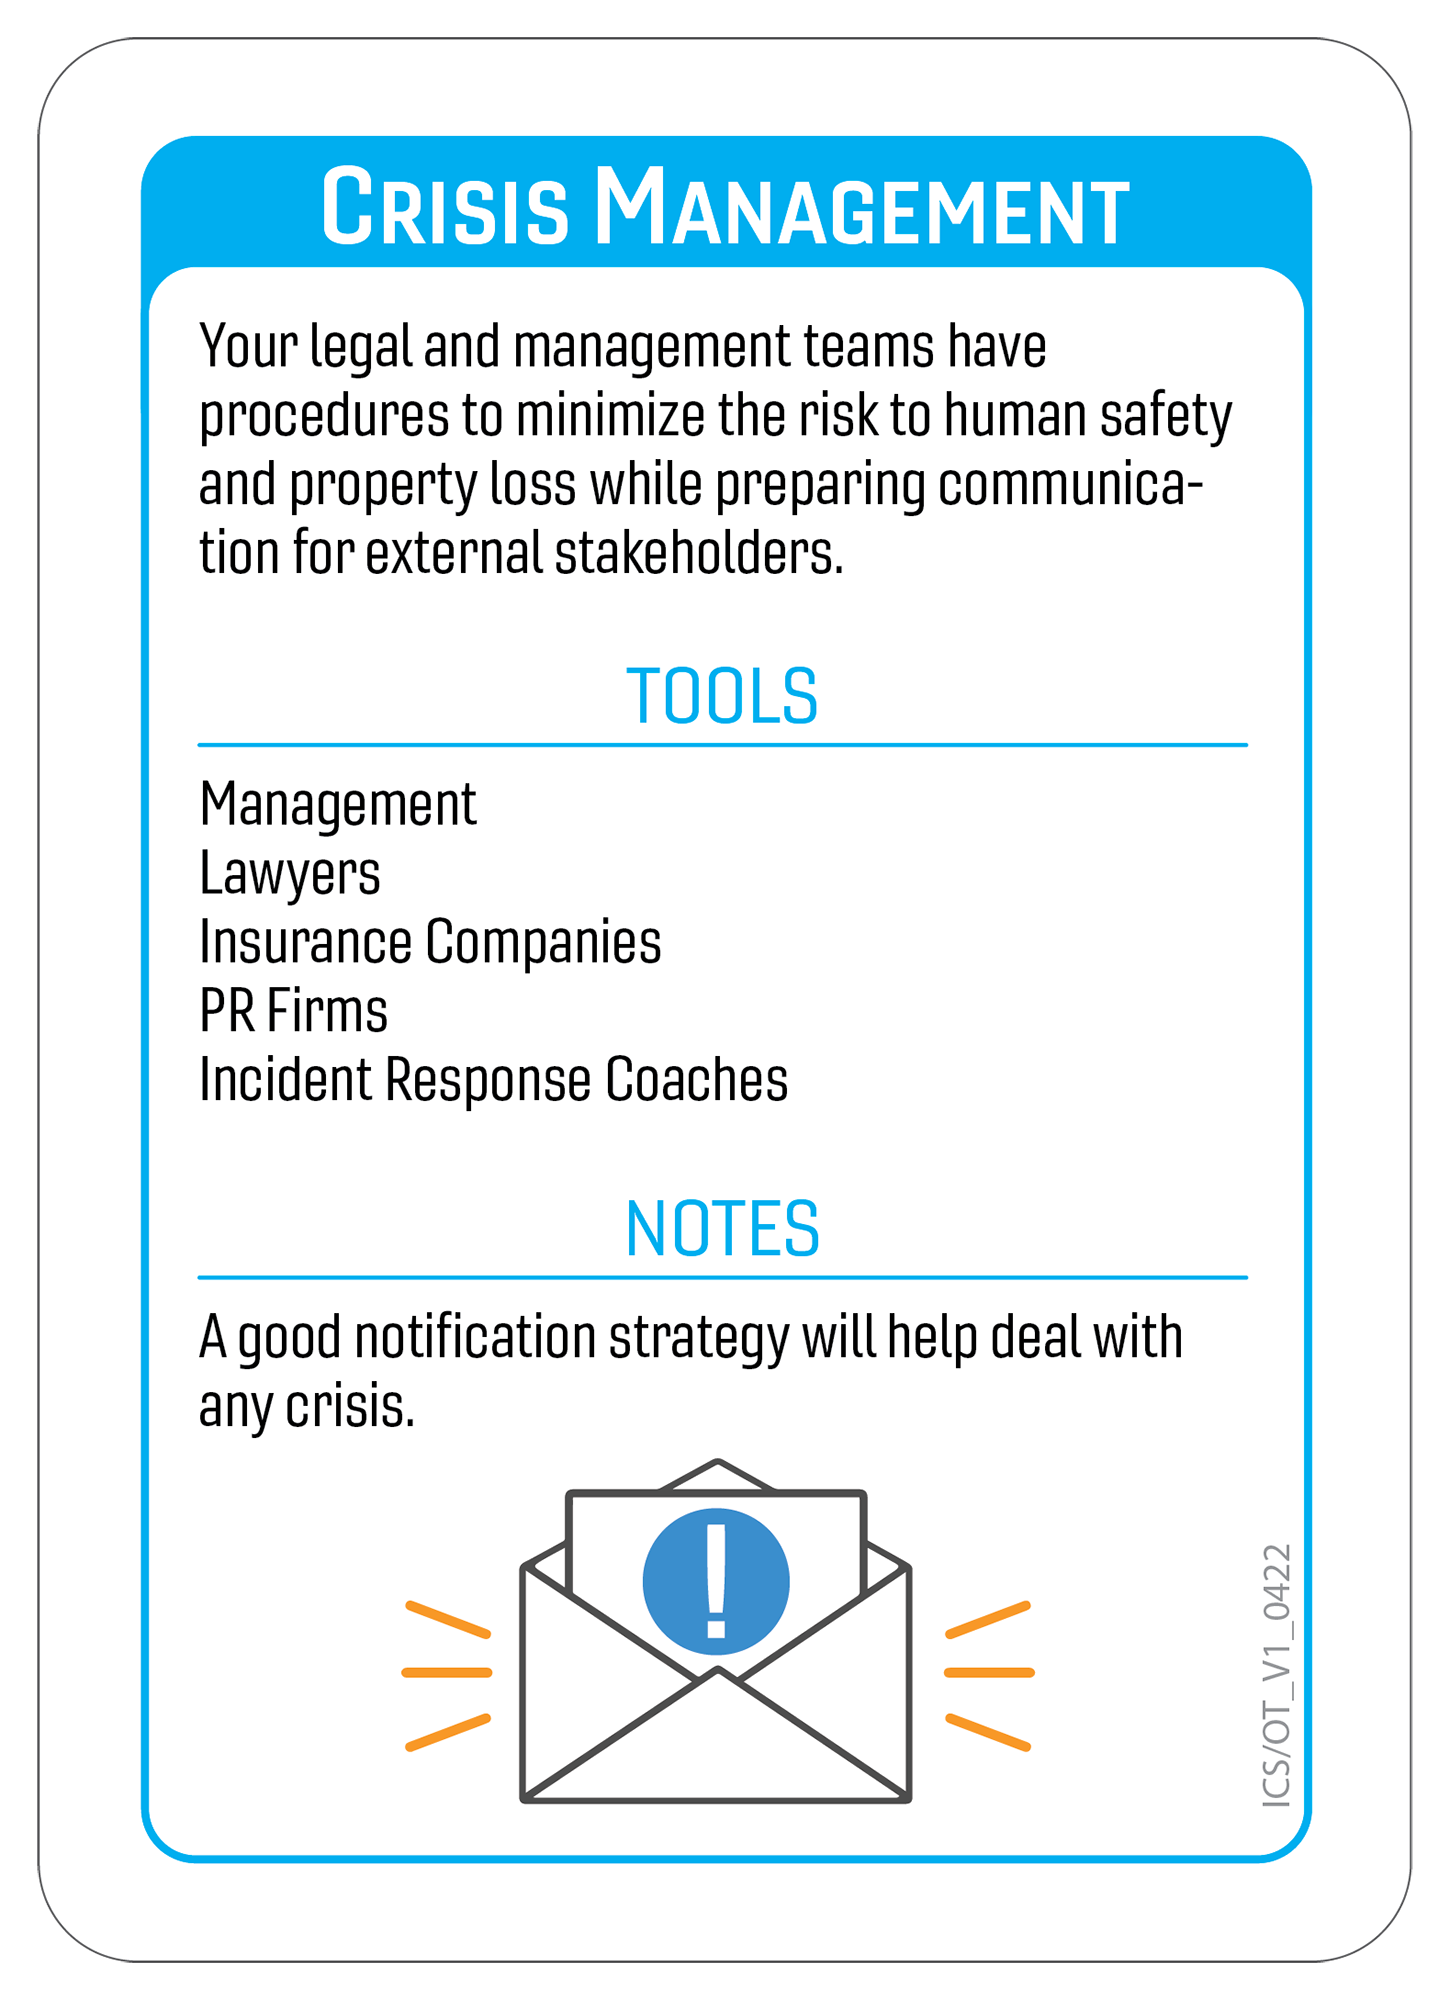 Crisis Management
Your legal and management teams have
procedures to minimize the risk to human safety
and property loss while preparing communica-
tion for external stakeholders.
TOOLS
Management
Lawyers
Insurance Companies
PR Firms
Incident Response Coaches
NOTES
A good notification strategy will help deal with
any crisis.
!
ICS/OT_V1_0422